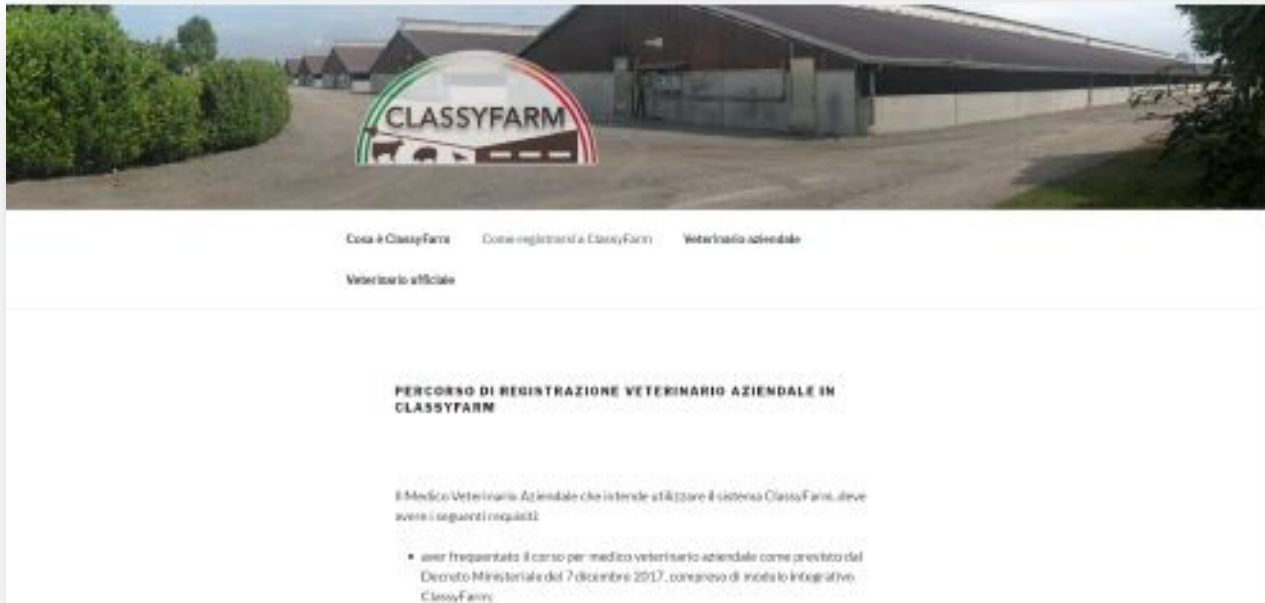 CLASSYFARM
Cosa è ClassyFarm
Come registrarsi a ClassyFarm
Veterinario aziendale
Veterinario ufficiale
PERCORSO DI REGISTRAZIONE VETERINARIO AZIENDALE IN
CLASSYFARM
Il Medico Veterinario Aziendale che intende utilizzare il sistema ClassyFarm, deve
avere i seguenti requisiti:
• aver frequentato il corso per medico veterinario aziendale come previsto dal
Decreto Ministeriale del 7 dicembre 2017, compreso di modulo integrativo
ClassyFarm;